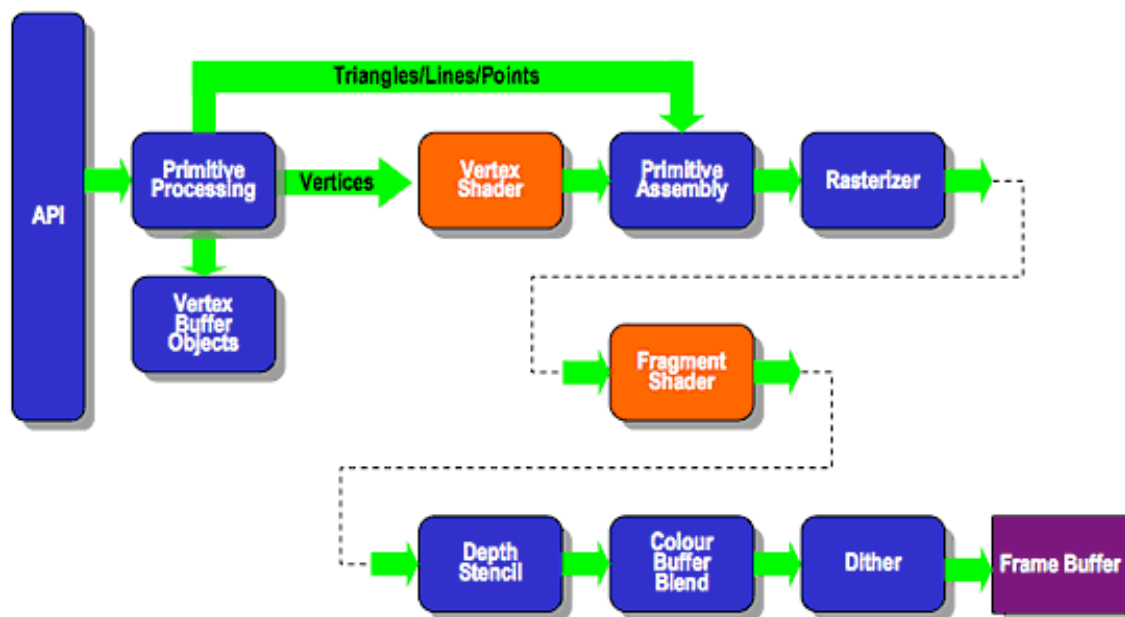 Triangles/Lines/Points
API
Primitive
Processing
Vertices
Vertex
Shader
Primitive
Assembly
Rasterizer
Vertex
Buffer
Objects
Fragment
Shader
Depth
Stencil
Colour
Buffer
Blend
Dither
Frame Buffer